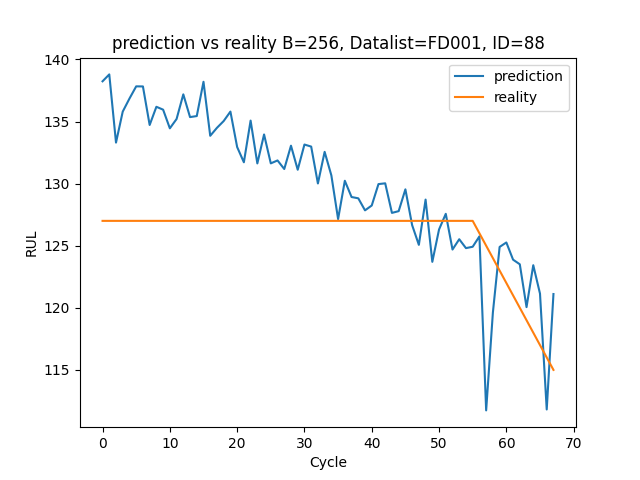 prediction vs reality B=256, Datalist=FD001, ID=88
prediction
reality
140
135
130
125
120
115
RUL
0 10 20 30 40 50 60 70
Cycle